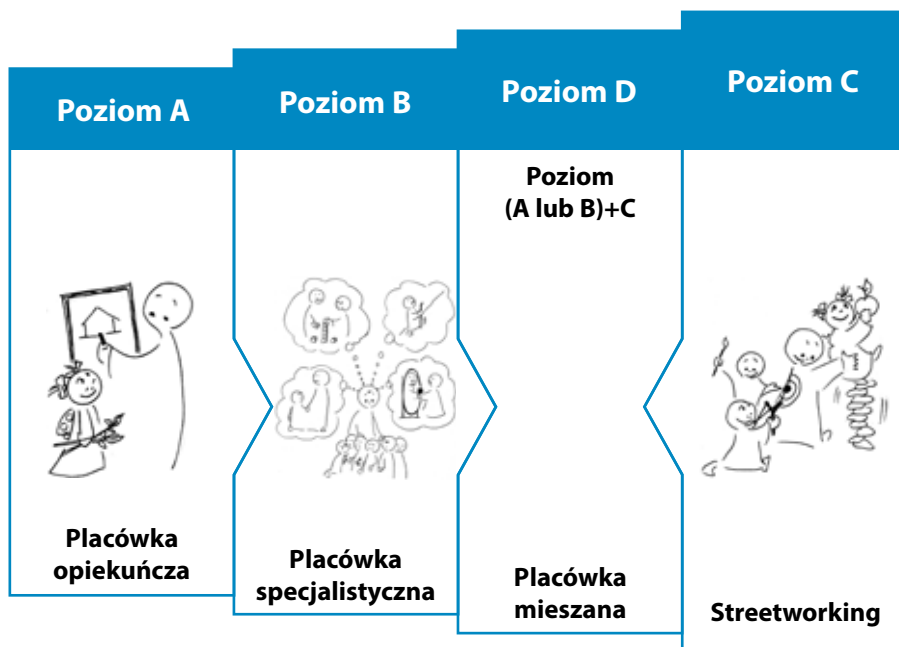 Poziom A
Poziom B
Poziom D
Poziom C
Poziom
(A lub B)+C
Placówka
opiekuńcza
Placówka
specjalistyczna
Placówka
mieszana
Streetworking